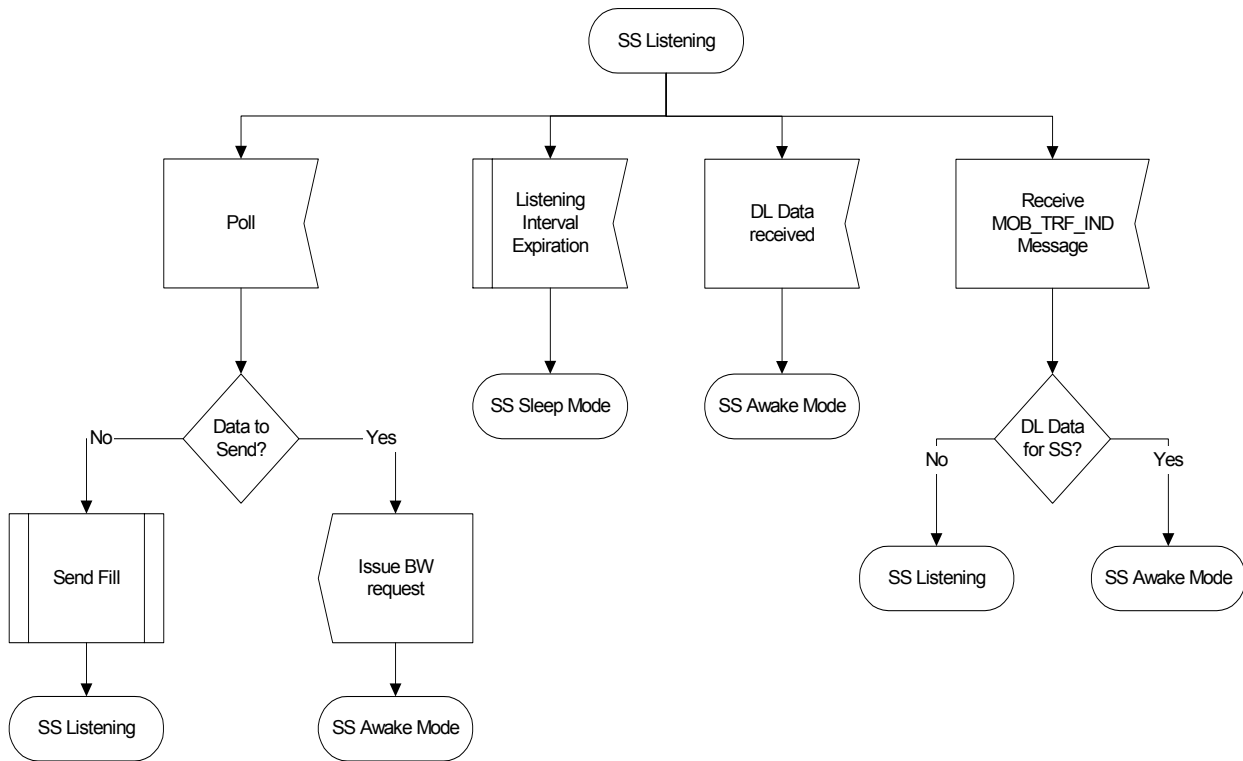 SS Listening
Poll
Listening
Interval
Expiration
DL Data
received
Receive
MOB_TRF_IND
Message
SS Sleep Mode
SS Awake Mode
Data to
Send?
No
Yes
DL Data
for SS?
No
Yes
Send Fill
Issue BW
request
SS Listening
SS Awake Mode
SS Listening
SS Awake Mode